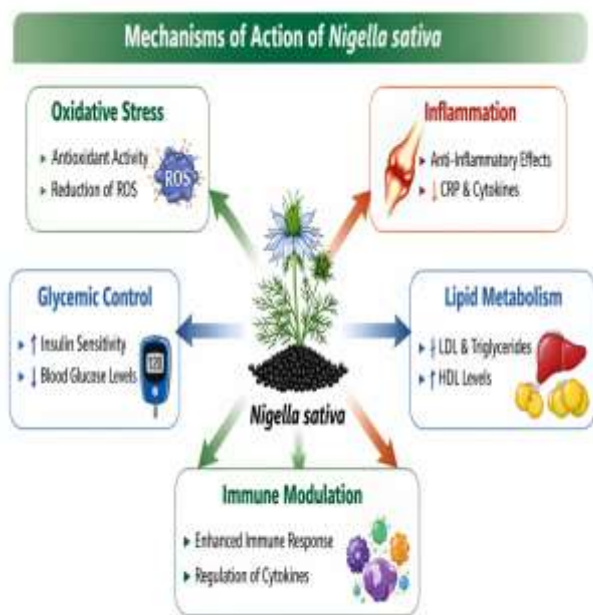 Mechanisms of Action of Nigella sativa
Oxidative Stress
▸ Antioxidant Activity
▸ Reduction of ROS
ROS
Inflammation
▸ Anti-Inflammatory Effects
▸ ↓ CRP & Cytokines
Glycemic Control
▸ ↑ Insulin Sensitivity
▸ ↓ Blood Glucose Levels
120
Lipid Metabolism
▸ ↓ LDL & Triglycerides
▸ ↑ HDL Levels
Nigella sativa
Immune Modulation
▸ Enhanced Immune Response
▸ Regulation of Cytokines